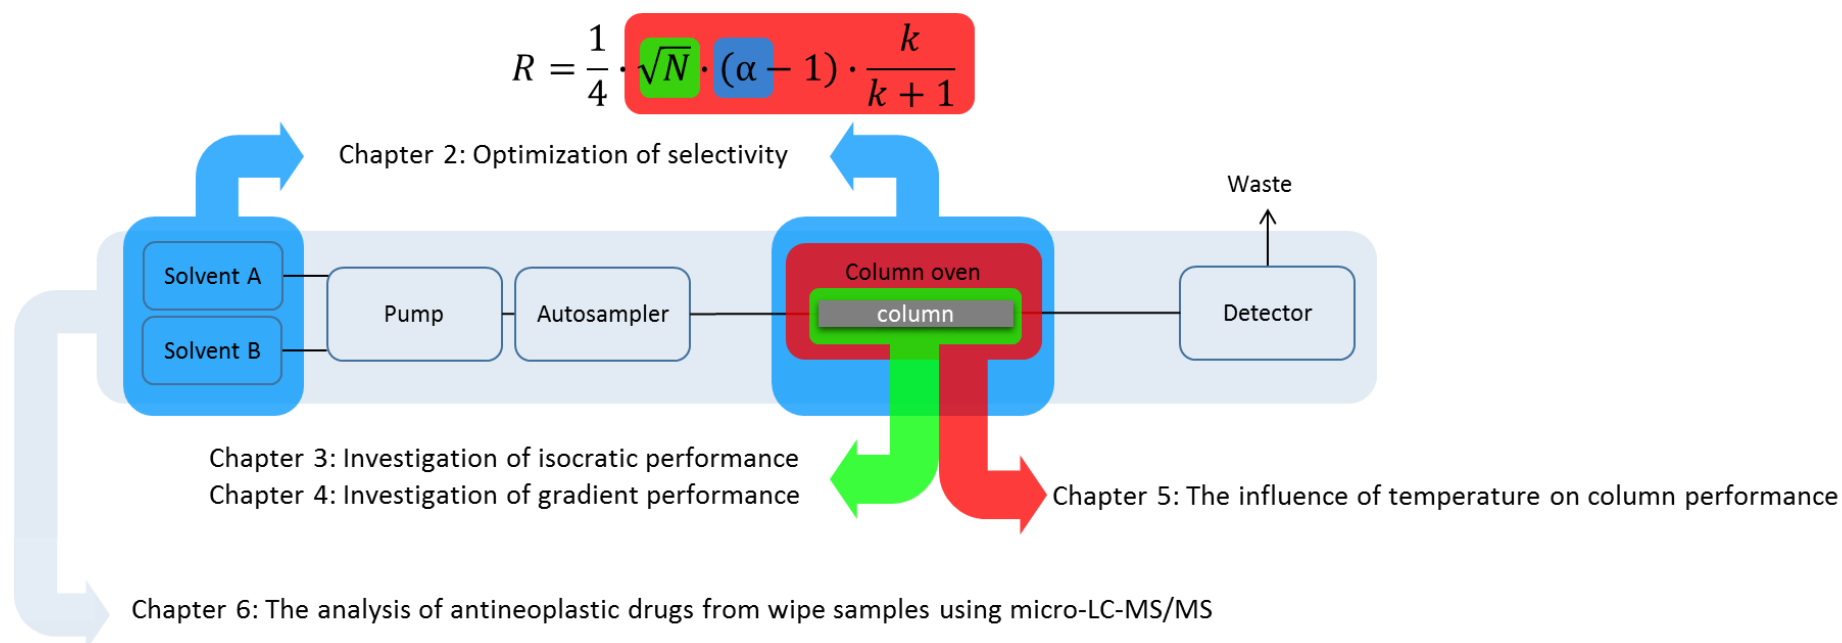 R = 1/4 · √N · (α − 1) · k/(k + 1)
Chapter 2: Optimization of selectivity
Waste
Solvent A
Solvent B
Pump
Autosampler
Column oven
column
Detector
Chapter 3: Investigation of isocratic performance
Chapter 4: Investigation of gradient performance
Chapter 5: The influence of temperature on column performance
Chapter 6: The analysis of antineoplastic drugs from wipe samples using micro-LC-MS/MS